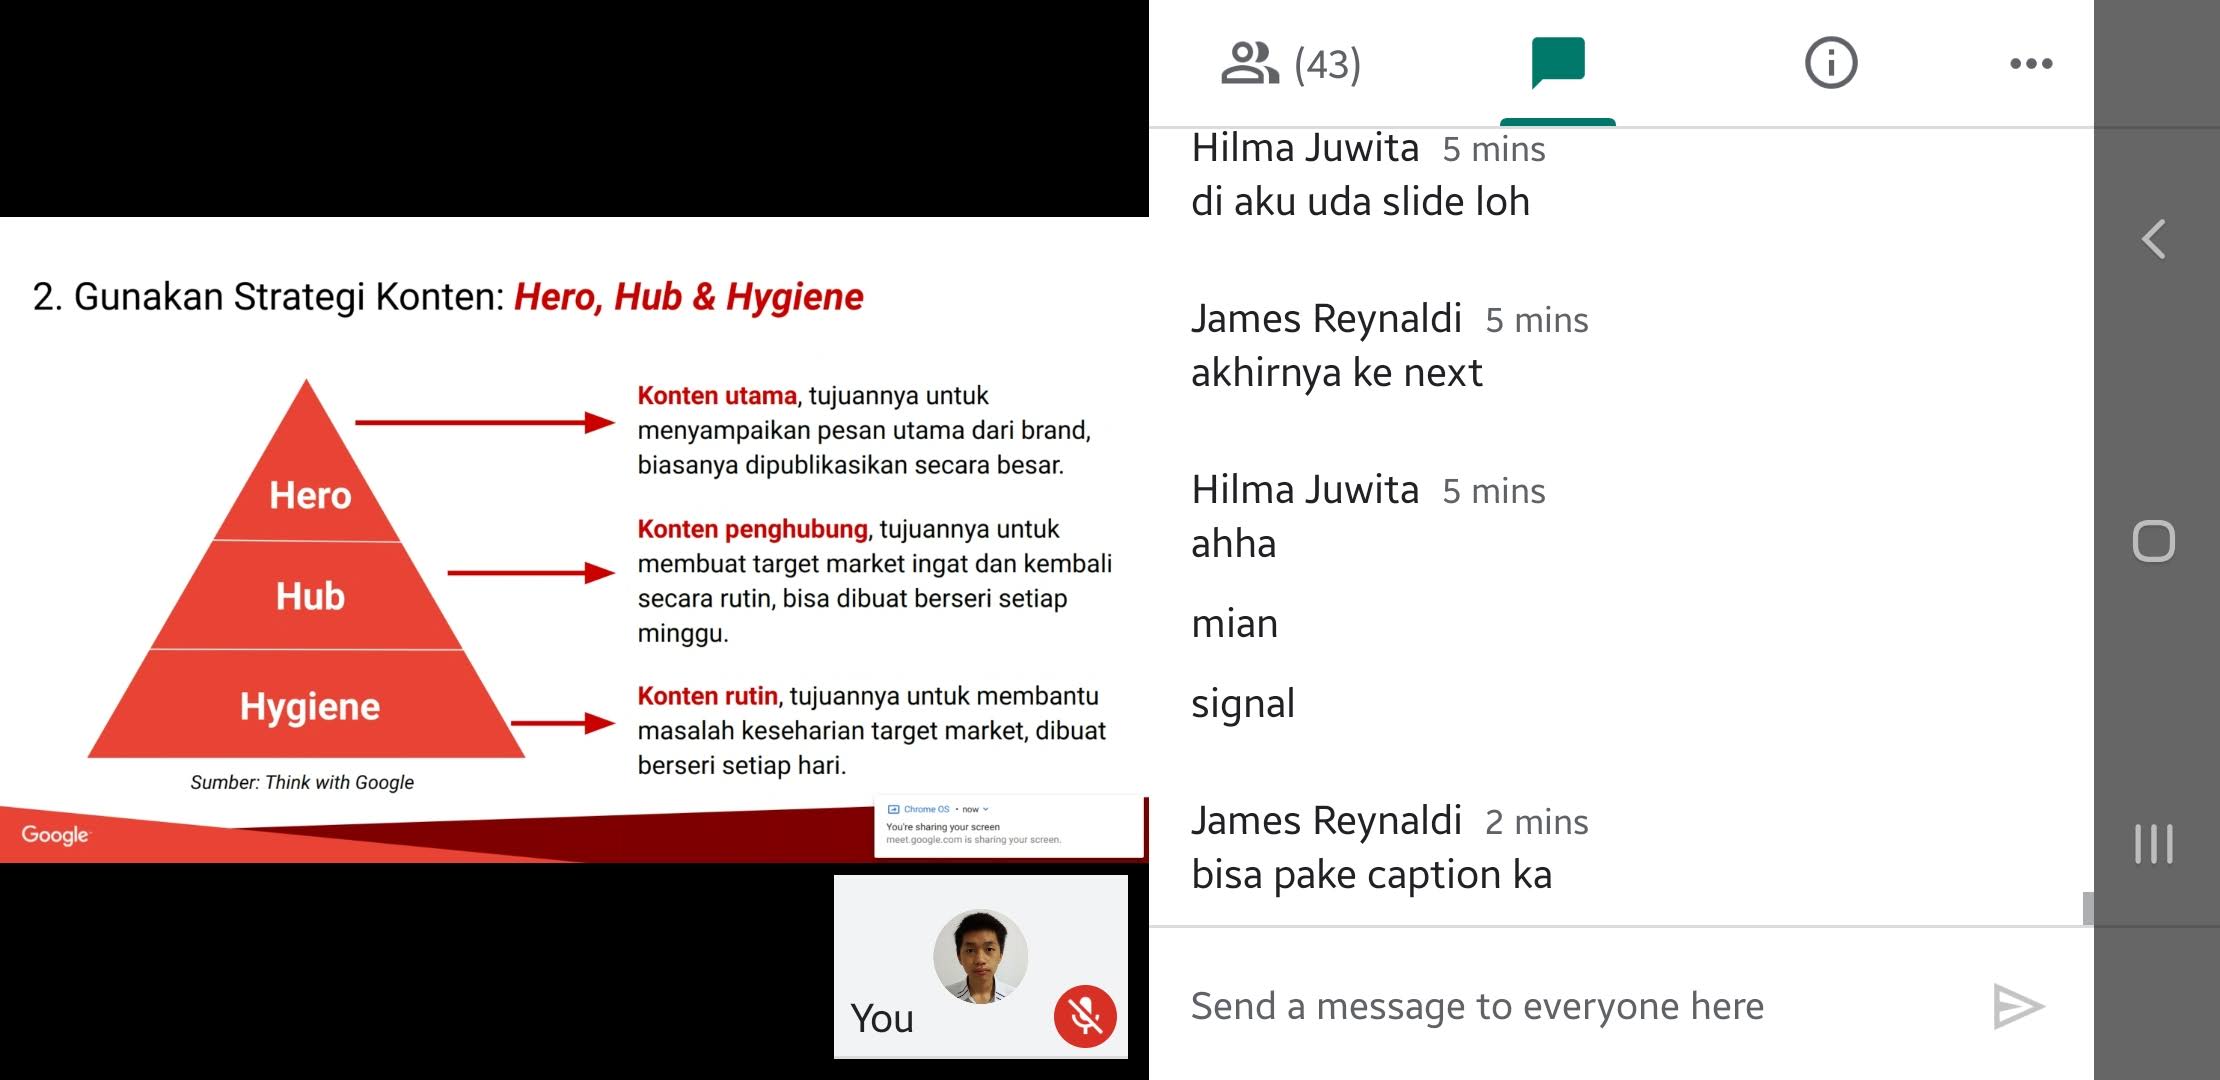 2. Gunakan Strategi Konten: Hero, Hub & Hygiene
Hero
Hub
Hygiene
Konten utama, tujuannya untuk
menyampaikan pesan utama dari brand,
biasanya dipublikasikan secara besar.
Konten penghubung, tujuannya untuk
membuat target market ingat dan kembali
secara rutin, bisa dibuat berseri setiap
minggu.
Konten rutin, tujuannya untuk membantu
masalah keseharian target market, dibuat
berseri setiap hari.
Sumber: Think with Google
Google
Chrome OS • now
You're sharing your screen
meet.google.com is sharing your screen.
You
(43)
Hilma Juwita 5 mins
di aku uda slide loh
James Reynaldi 5 mins
akhirnya ke next
Hilma Juwita 5 mins
ahha
mian
signal
James Reynaldi 2 mins
bisa pake caption ka
Send a message to everyone here